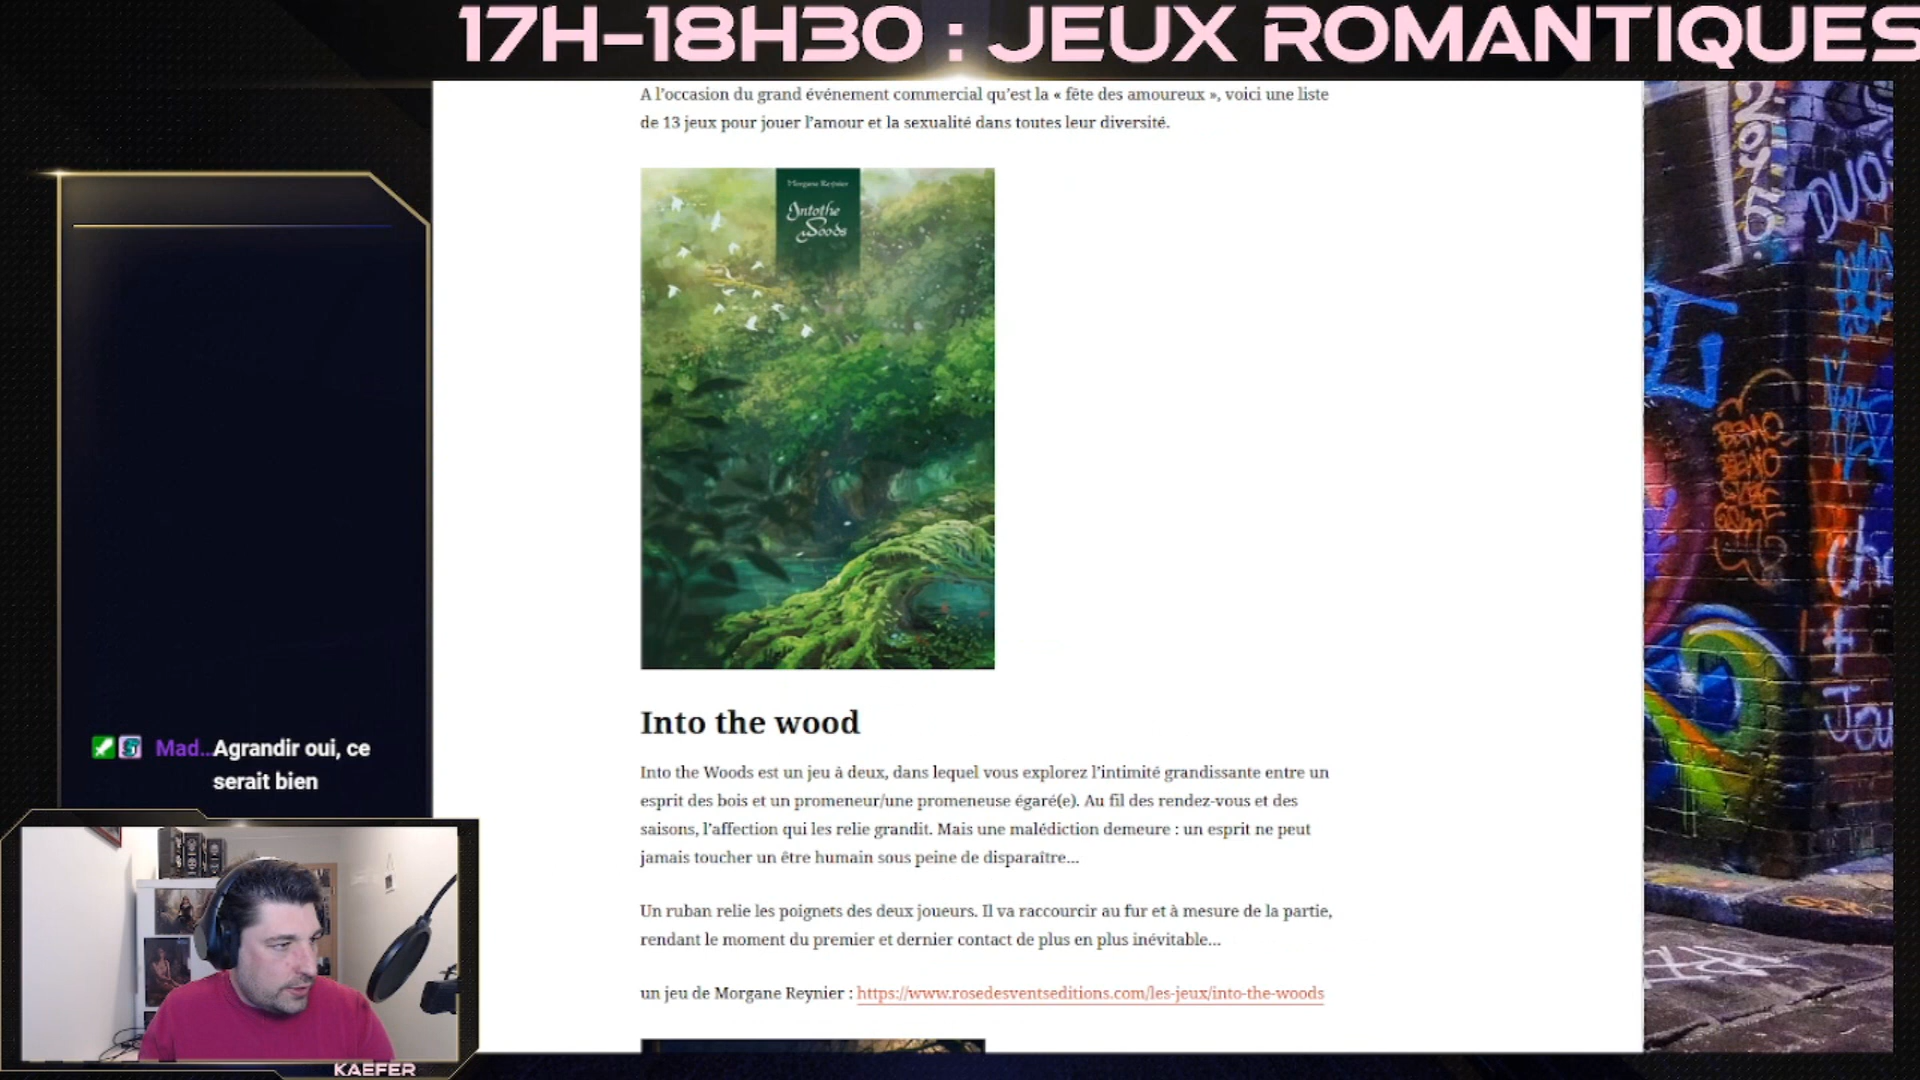 17H-18H30 : JEUX ROMANTIQUES
A l'occasion du grand événement commercial qu'est la « fête des amoureux », voici une liste
de 13 jeux pour jouer l'amour et la sexualité dans toutes leur diversité.
Morgane Reynier
Into the
Woods
Into the wood
Into the Woods est un jeu à deux, dans lequel vous explorez l'intimité grandissante entre un
esprit des bois et un promeneur/une promeneuse égaré(e). Au fil des rendez-vous et des
saisons, l'affection qui les relie grandit. Mais une malédiction demeure : un esprit ne peut
jamais toucher un être humain sous peine de disparaître...
Un ruban relie les poignets des deux joueurs. Il va raccourcir au fur et à mesure de la partie,
rendant le moment du premier et dernier contact de plus en plus inévitable...
un jeu de Morgane Reynier : https://www.rosedesventseditions.com/les-jeux/into-the-woods
Mad...Agrandir oui, ce
serait bien
KAEFER